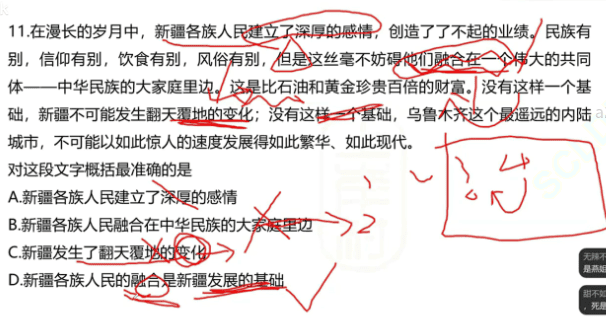 11.在漫长的岁月中，新疆各族人民建立了深厚的感情，创造了了不起的业绩。民族有
别，信仰有别，饮食有别，风俗有别，但是这丝毫不妨碍他们融合在一个伟大的共同
体——中华民族的大家庭里边。这是比石油和黄金珍贵百倍的财富。没有这样一个基
础，新疆不可能发生翻天覆地的变化；没有这样一个基础，乌鲁木齐这个最遥远的内陆
城市，不可能以如此惊人的速度发展得如此繁华、如此现代。
对这段文字概括最准确的是
A.新疆各族人民建立了深厚的感情
B.新疆各族人民融合在中华民族的大家庭里边
2
C.新疆发生了翻天覆地的变化
D.新疆各族人民的融合是新疆发展的基础